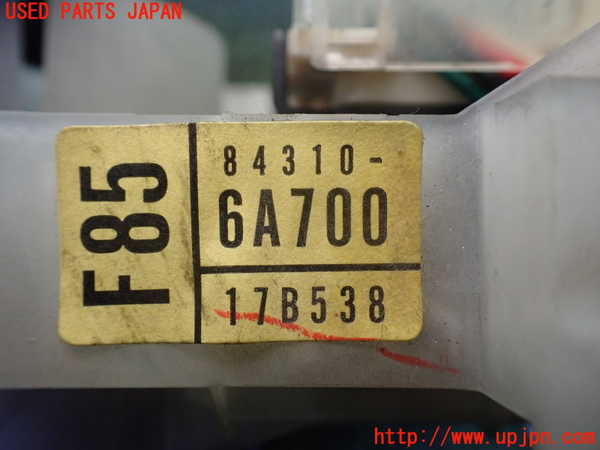 USED PARTS JAPAN
F85
84310-
6A700
17B538
http://www.upjpn.com/